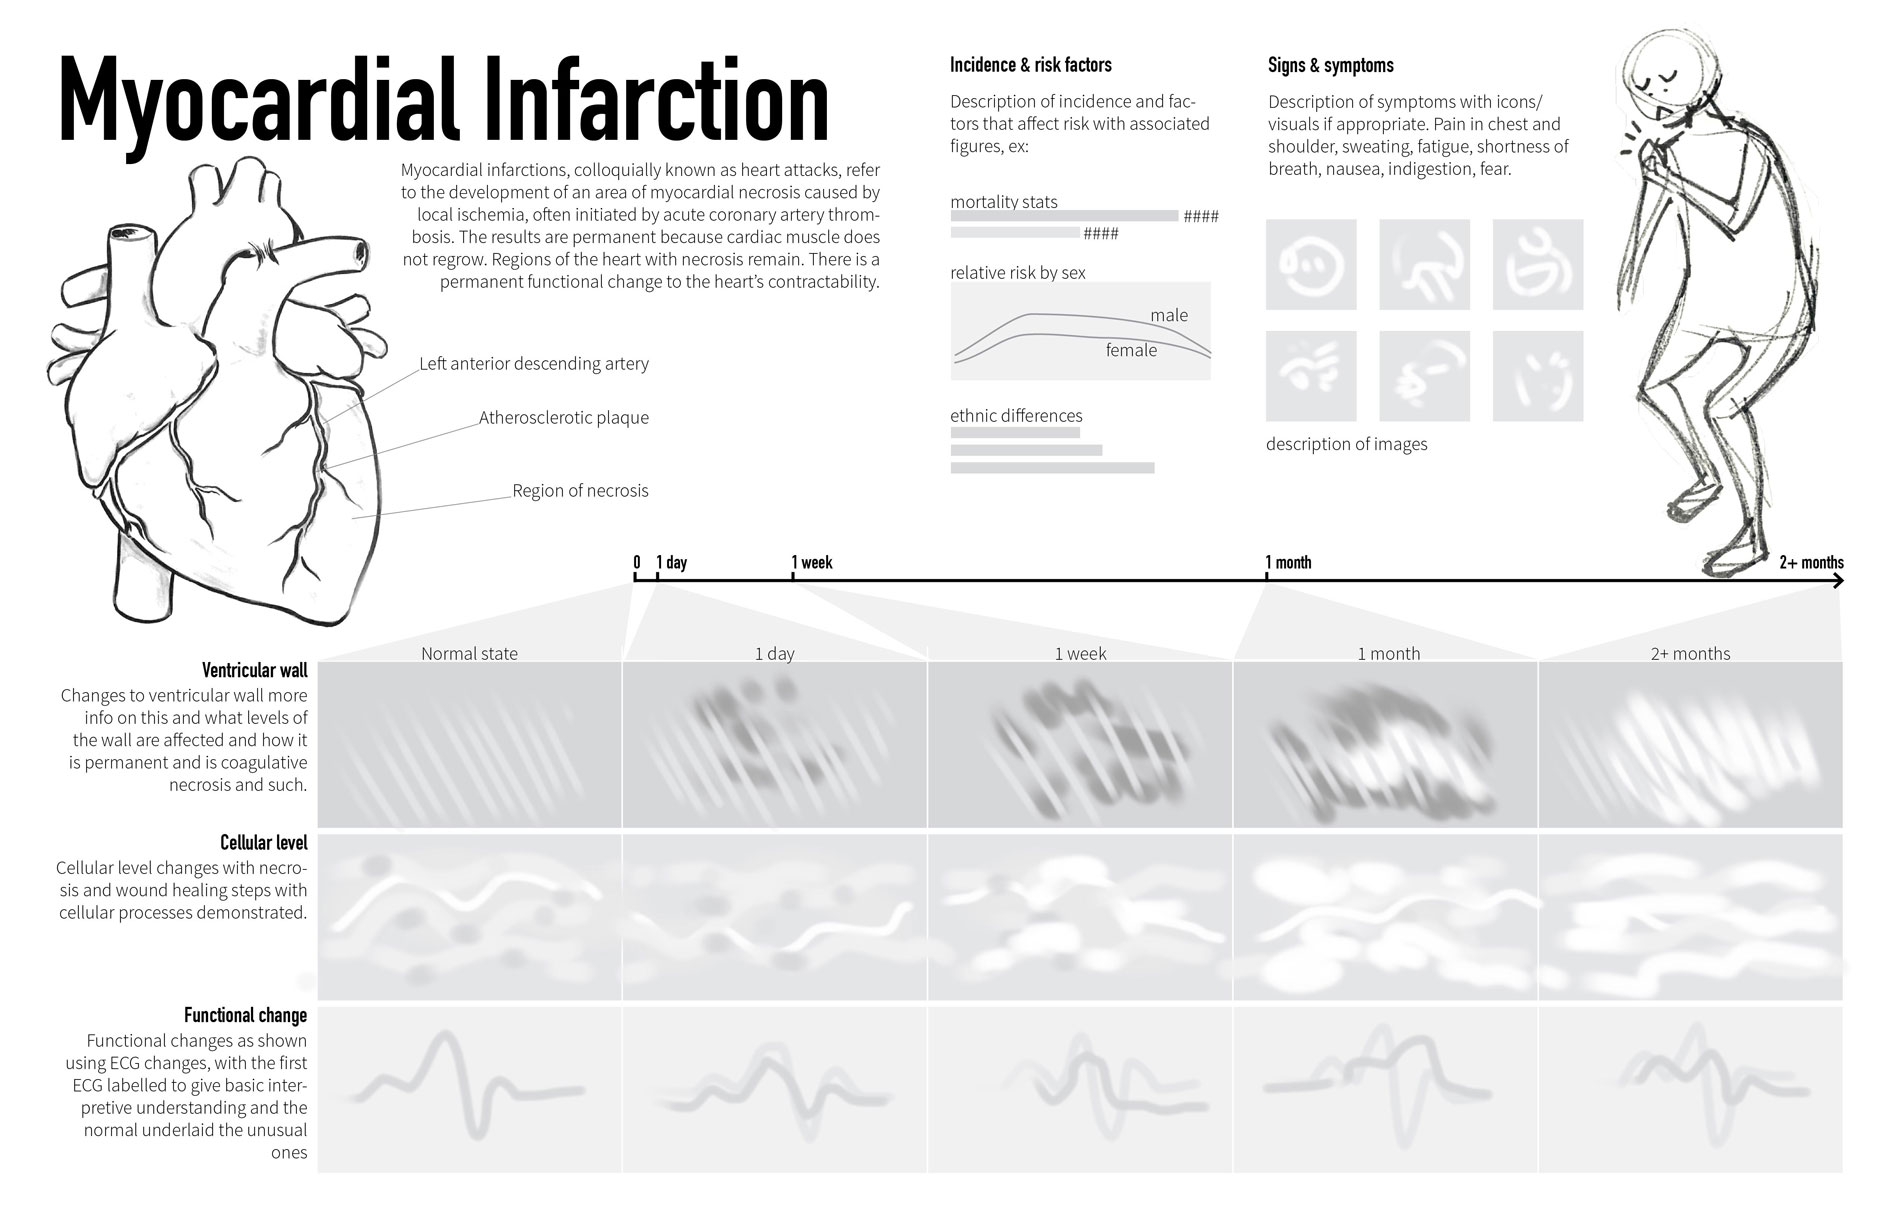 Myocardial Infarction
Myocardial infarctions, colloquially known as heart attacks, refer
to the development of an area of myocardial necrosis caused by
local ischemia, often initiated by acute coronary artery throm-
bosis. The results are permanent because cardiac muscle does
not regrow. Regions of the heart with necrosis remain. There is a
permanent functional change to the heart's contractability.
Left anterior descending artery
Atherosclerotic plaque
Region of necrosis
Incidence & risk factors
Description of incidence and fac-
tors that affect risk with associated
figures, ex:
mortality stats
####
####
relative risk by sex
male
female
ethnic differences
Signs & symptoms
Description of symptoms with icons/
visuals if appropriate. Pain in chest and
shoulder, sweating, fatigue, shortness of
breath, nausea, indigestion, fear.
description of images
0 1 day 1 week 1 month 2+ months
Normal state 1 day 1 week 1 month 2+ months
Ventricular wall
Changes to ventricular wall more
info on this and what levels of
the wall are affected and how it
is permanent and is coagulative
necrosis and such.
Cellular level
Cellular level changes with necro-
sis and wound healing steps with
cellular processes demonstrated.
Functional change
Functional changes as shown
using ECG changes, with the first
ECG labelled to give basic inter-
pretive understanding and the
normal underlaid the unusual
ones